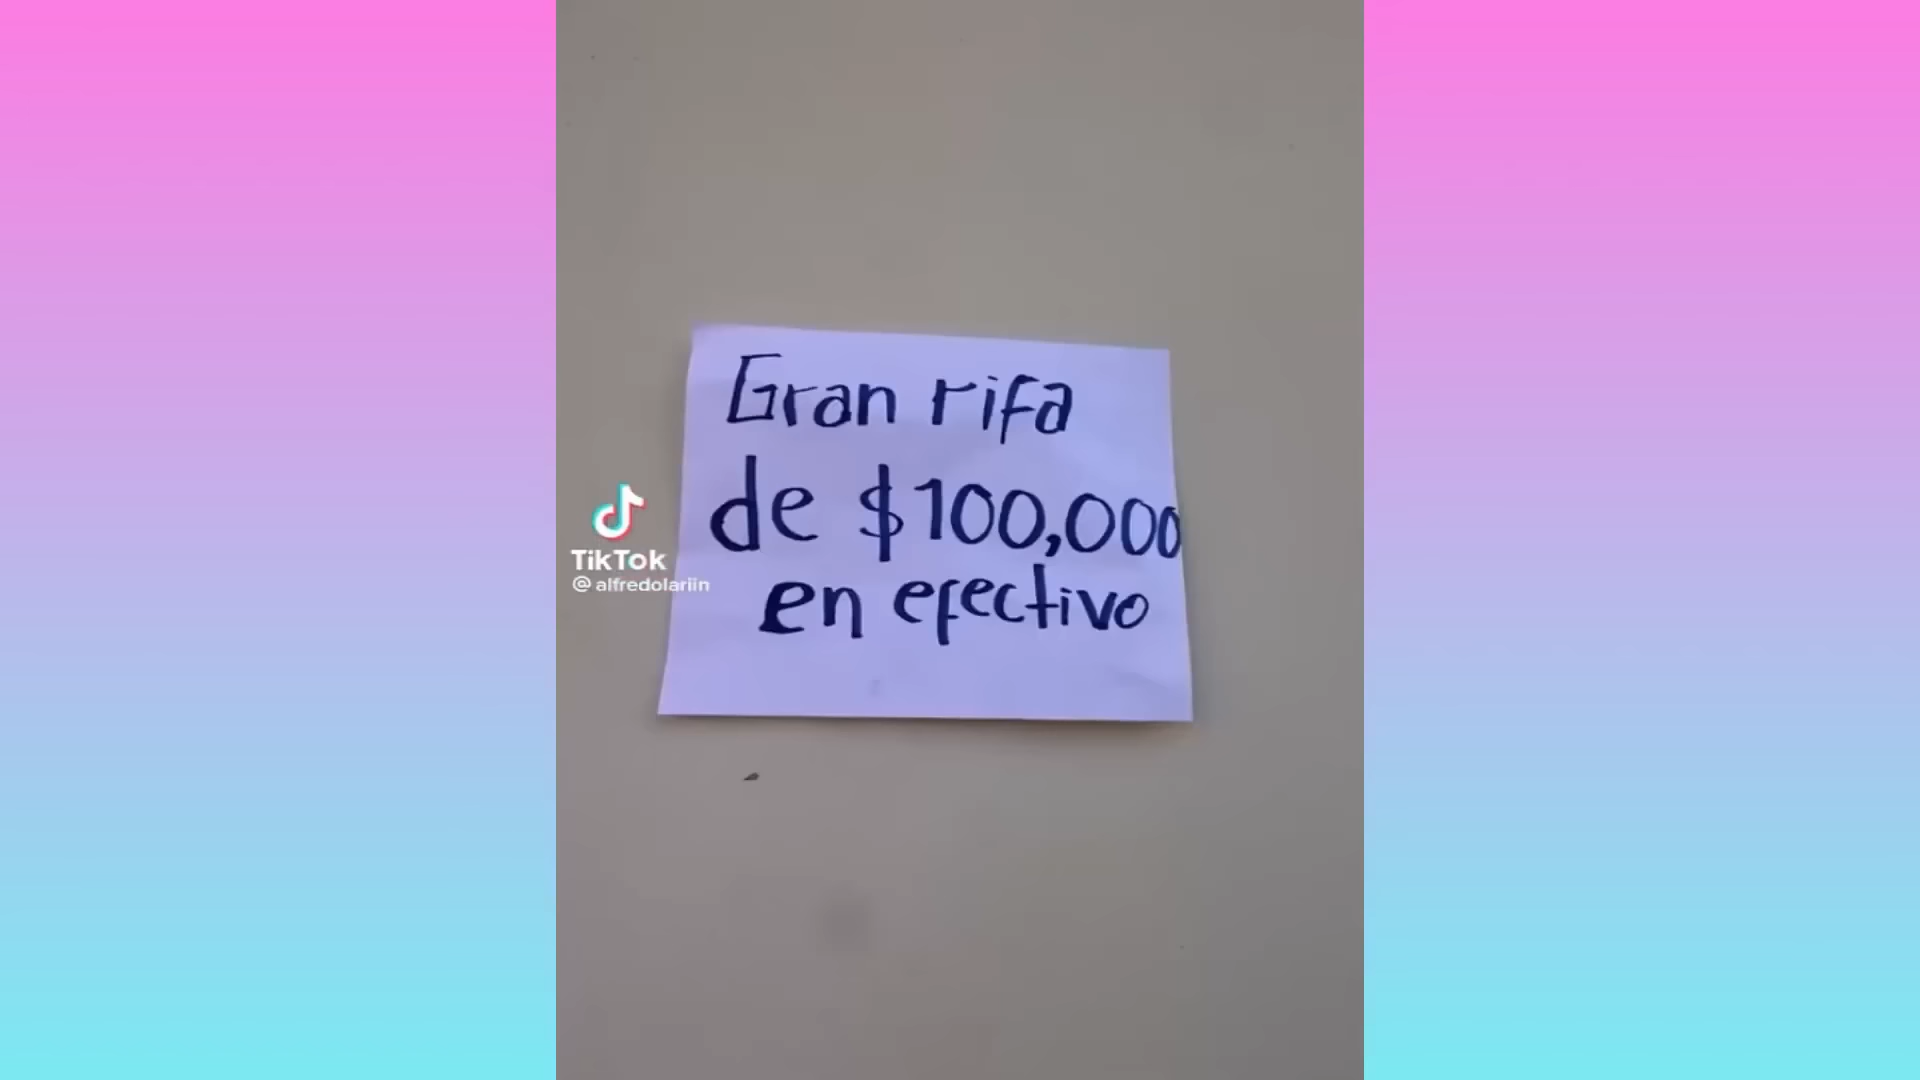 Gran rifa
de $100,000
en efectivo
TikTok
@alfredolariin